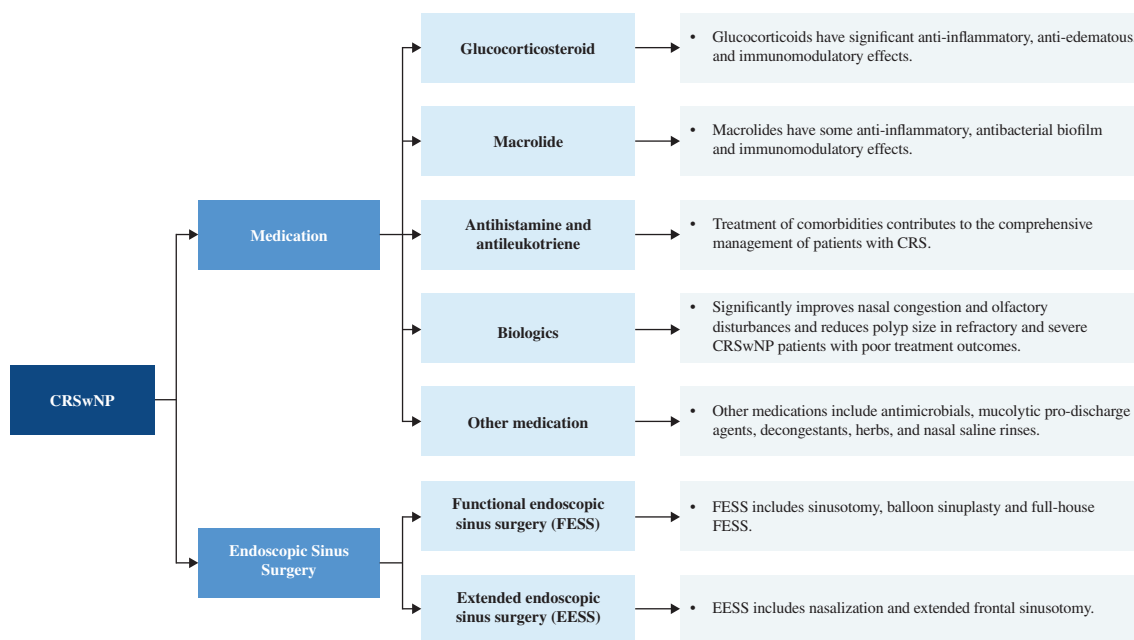 Glucocorticosteroid
• Glucocorticoids have significant anti-inflammatory, anti-edematous
and immunomodulatory effects.
Macrolide
• Macrolides have some anti-inflammatory, antibacterial biofilm
and immunomodulatory effects.
Medication
Antihistamine and
antileukotriene
• Treatment of comorbidities contributes to the comprehensive
management of patients with CRS.
Biologics
• Significantly improves nasal congestion and olfactory
disturbances and reduces polyp size in refractory and severe
CRSwNP patients with poor treatment outcomes.
CRSwNP
Other medication
• Other medications include antimicrobials, mucolytic pro-discharge
agents, decongestants, herbs, and nasal saline rinses.
Functional endoscopic
sinus surgery (FESS)
• FESS includes sinusotomy, balloon sinuplasty and full-house
FESS.
Endoscopic Sinus
Surgery
Extended endoscopic
sinus surgery (EESS)
• EESS includes nasalization and extended frontal sinusotomy.